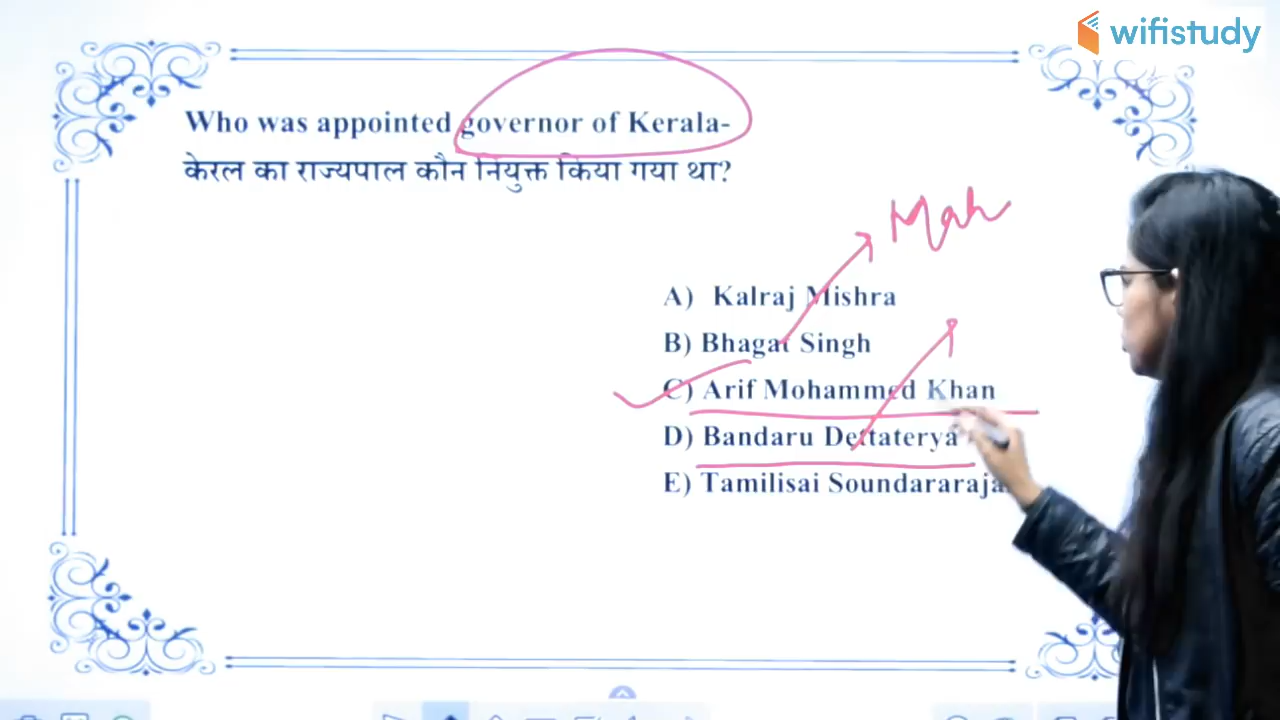 wifistudy
Who was appointed governor of Kerala-
केरल का राज्यपाल कौन नियुक्त किया गया था?
Mah
A) Kalraj Mishra
B) Bhagat Singh
C) Arif Mohammed Khan
D) Bandaru Dettaterya
E) Tamilisai Soundararaja